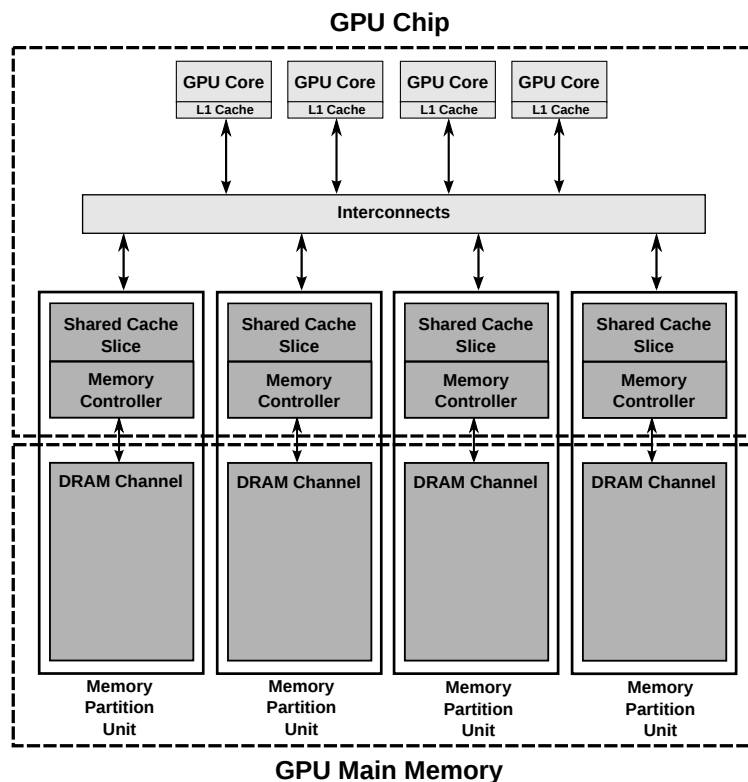 GPU Chip
GPU Core
L1 Cache
GPU Core
L1 Cache
GPU Core
L1 Cache
GPU Core
L1 Cache
Interconnects
Shared Cache
Slice
Memory
Controller
Shared Cache
Slice
Memory
Controller
Shared Cache
Slice
Memory
Controller
Shared Cache
Slice
Memory
Controller
DRAM Channel
DRAM Channel
DRAM Channel
DRAM Channel
Memory
Partition
Unit
Memory
Partition
Unit
Memory
Partition
Unit
Memory
Partition
Unit
GPU Main Memory